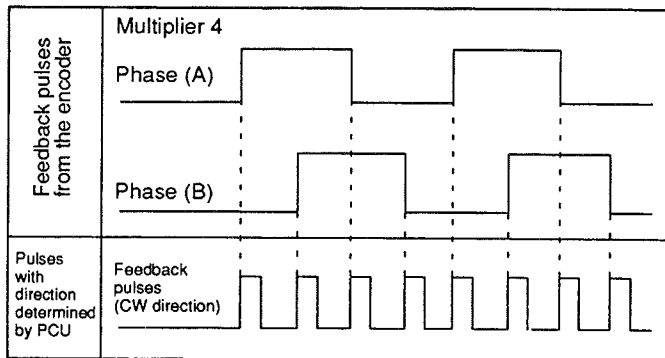 Feedback pulses
from the encoder
Multiplier 4
Phase (A)
Phase (B)
Pulses
with
direction
determined
by PCU
Feedback
pulses
(CW direction)